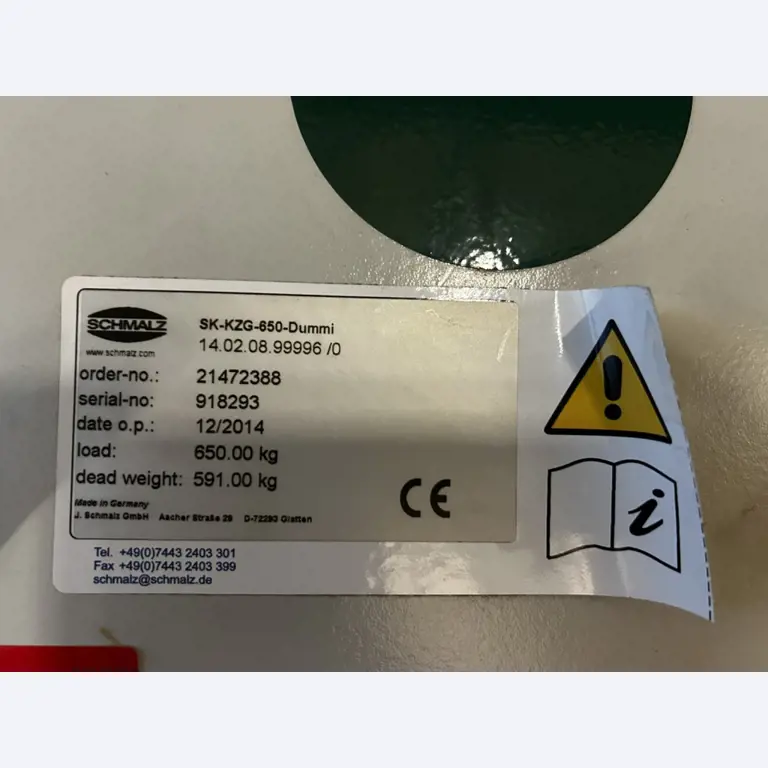 SCHMALZ
www.schmalz.com
SK-KZG-650-Dummi
14.02.08.99996 /0
order-no.: 21472388
serial-no: 918293
date o.p.: 12/2014
load: 650.00 kg
dead weight: 591.00 kg
Made in Germany
J. Schmalz GmbH Aacher Straße 29 D-72293 Glatten
CE
Tel. +49(0)7443 2403 301
Fax +49(0)7443 2403 399
schmalz@schmalz.de
!
i